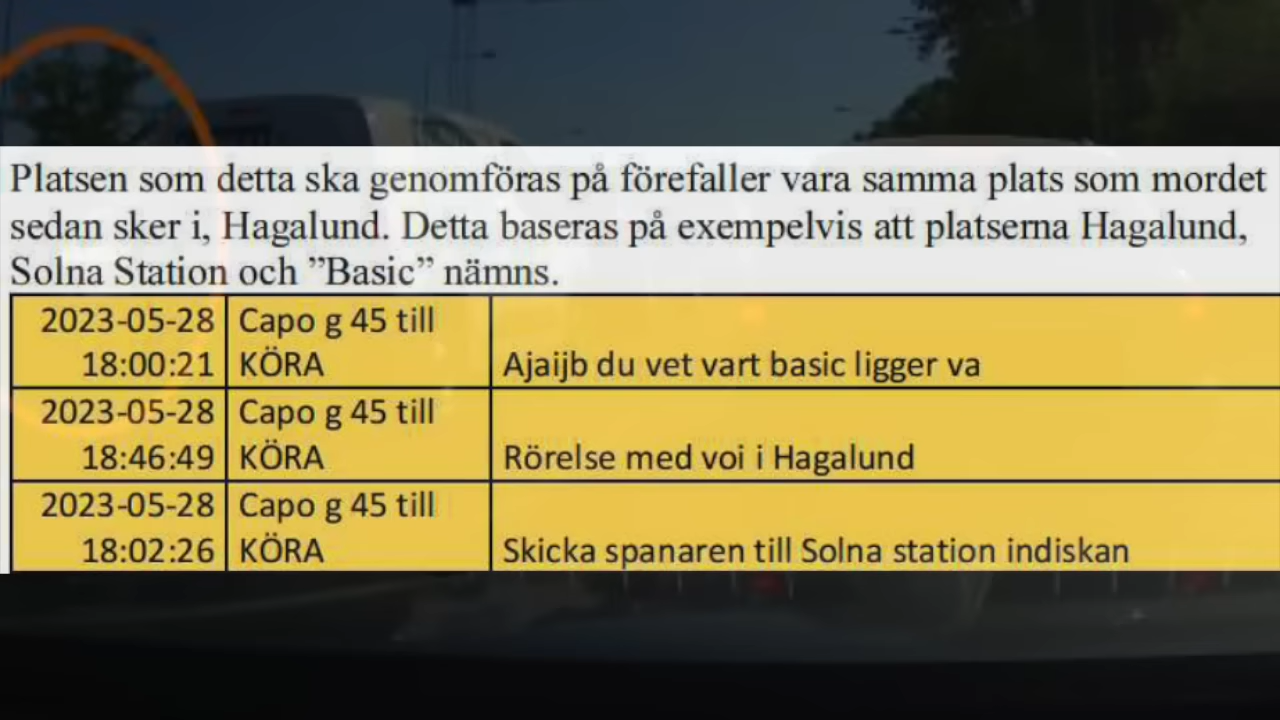 Platsen som detta ska genomföras på förefaller vara samma plats som mordet
sedan sker i, Hagalund. Detta baseras på exempelvis att platserna Hagalund,
Solna Station och ”Basic” nämns.
2023-05-28 Capo g 45 till
18:00:21 KÖRA Ajaijb du vet vart basic ligger va
2023-05-28 Capo g 45 till
18:46:49 KÖRA Rörelse med voi i Hagalund
2023-05-28 Capo g 45 till
18:02:26 KÖRA Skicka spanaren till Solna station indiskan